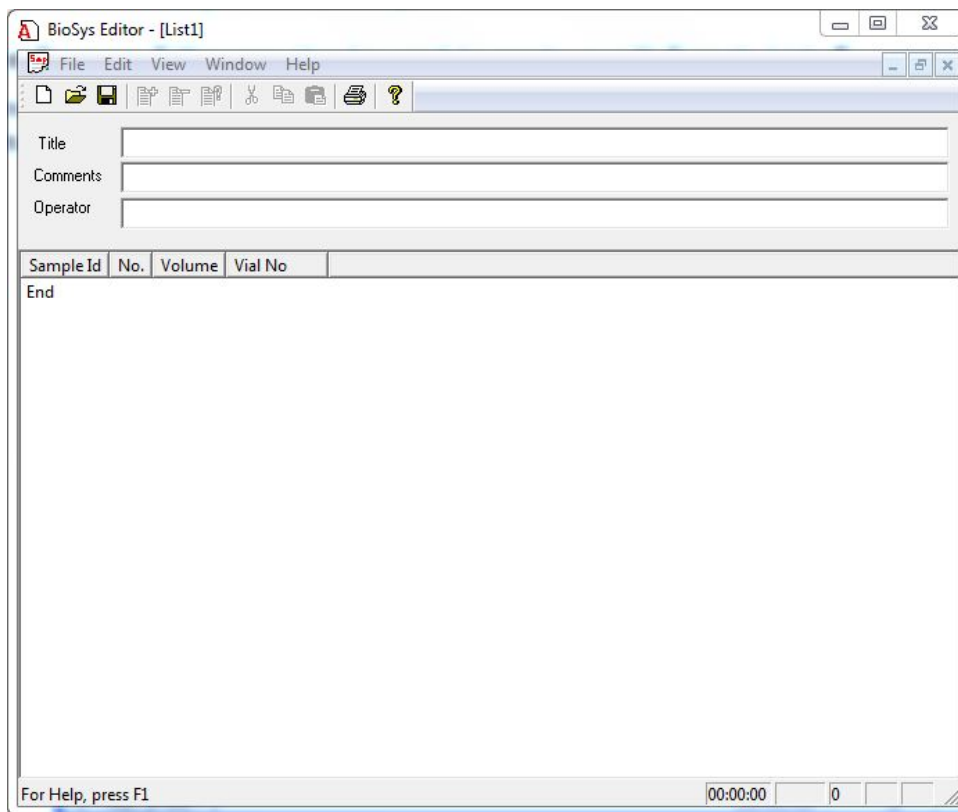 BioSys Editor - [List1]
File Edit View Window Help
Title
Comments
Operator
Sample Id No. Volume Vial No
End
For Help, press F1 00:00:00 0